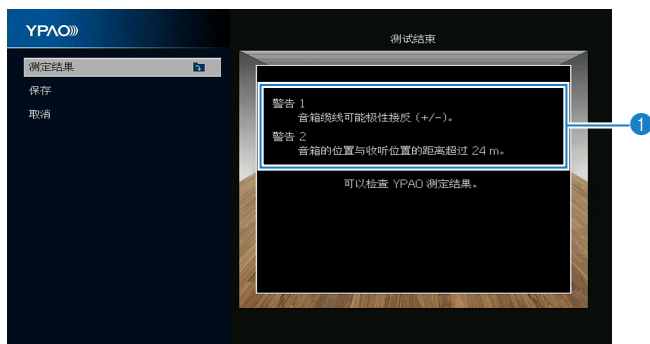 YPAO
测试结束
测定结果
保存
取消
警告 1
音箱缆线可能极性接反（+/-）。
警告 2
音箱的位置与收听位置的距离超过 24 m。
1
可以检查 YPAO 测定结果。